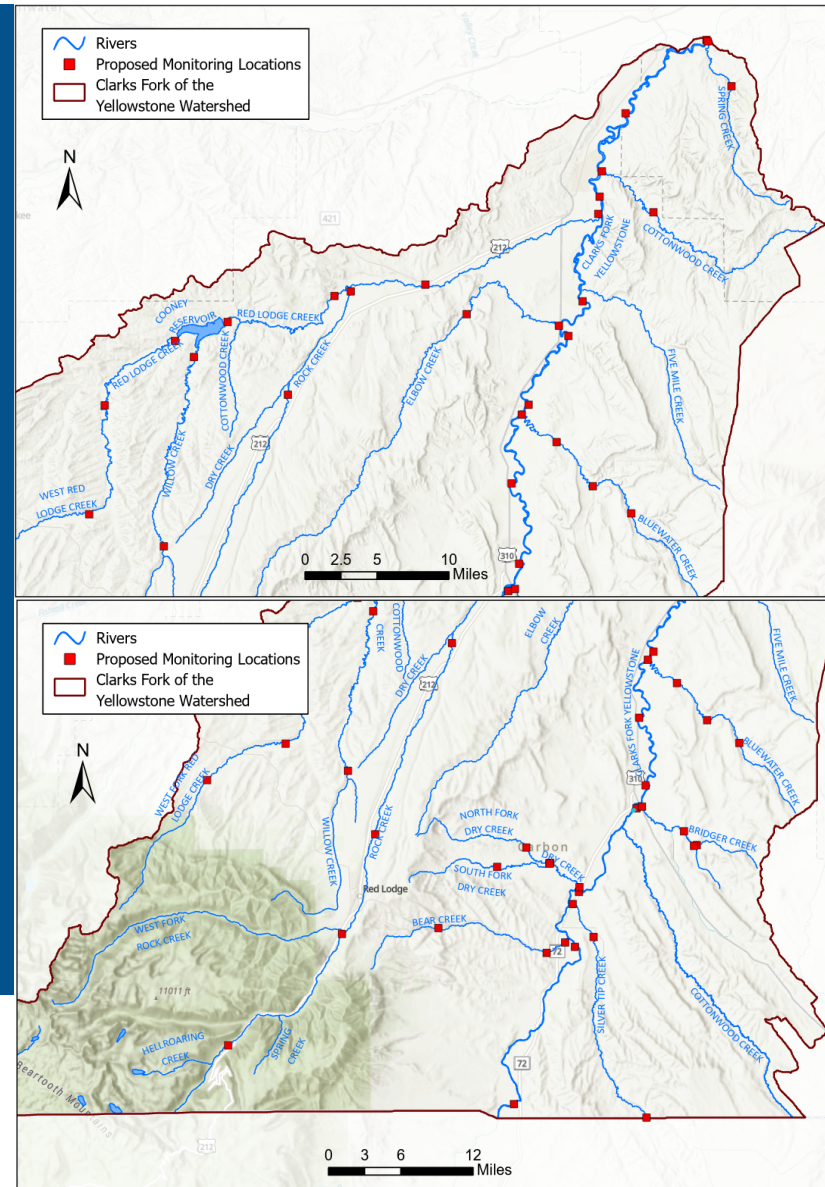 Rivers
Proposed Monitoring Locations
Clarks Fork of the
Yellowstone Watershed
N
421
212
SPRING CREEK
CLARKS FORK
YELLOWSTONE
COTTONWOOD CREEK
COONEY
RESERVOIR
RED LODGE CREEK
RED LODGE CREEK
COTTONWOOD CREEK
ROCK CREEK
ELBOW CREEK
FIVE MILE CREEK
WILLOW CREEK
DRY CREEK
212
WEST RED
LODGE CREEK
BLUEWATER CREEK
310
0 2.5 5 10
Miles
Rivers
Proposed Monitoring Locations
Clarks Fork of the
Yellowstone Watershed
N
CREEK
COTTONWOOD
DRY CREEK
212
ELBOW
CREEK
CLARKS FORK YELLOWSTONE
FIVE MILE
CREEK
BLUEWATER
CREEK
310
WEST FORK RED
LODGE CREEK
WILLOW CREEK
ROCK CREEK
NORTH FORK
DRY CREEK
Carbon
DRY CREEK
SOUTH FORK
DRY CREEK
BRIDGER CREEK
Red Lodge
WEST FORK
ROCK CREEK
BEAR CREEK
72
SILVER TIP CREEK
COTTONWOOD CREEK
11011 ft
HELLROARING
CREEK
SPRING
CREEK
Beartooth Mountains
72
212
0 3 6 12
Miles